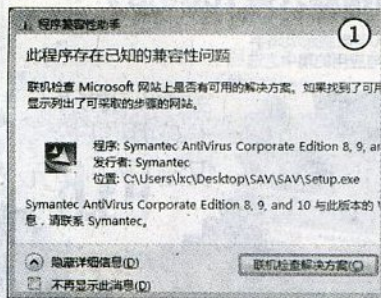 程序兼容性助手
①
此程序存在已知的兼容性问题
联机检查 Microsoft 网站上是否有可用的解决方案。如果找到了可用
显示列出了可采取的步骤的网站。
程序: Symantec AntiVirus Corporate Edition 8, 9, an
发行者: Symantec
位置: C:\Users\lxc\Desktop\SAV\SAV\Setup.exe
Symantec AntiVirus Corporate Edition 8, 9, and 10 与此版本的
息，请联系 Symantec。
隐藏详细信息(D)
联机检查解决方案(O)
不再显示此消息(D)